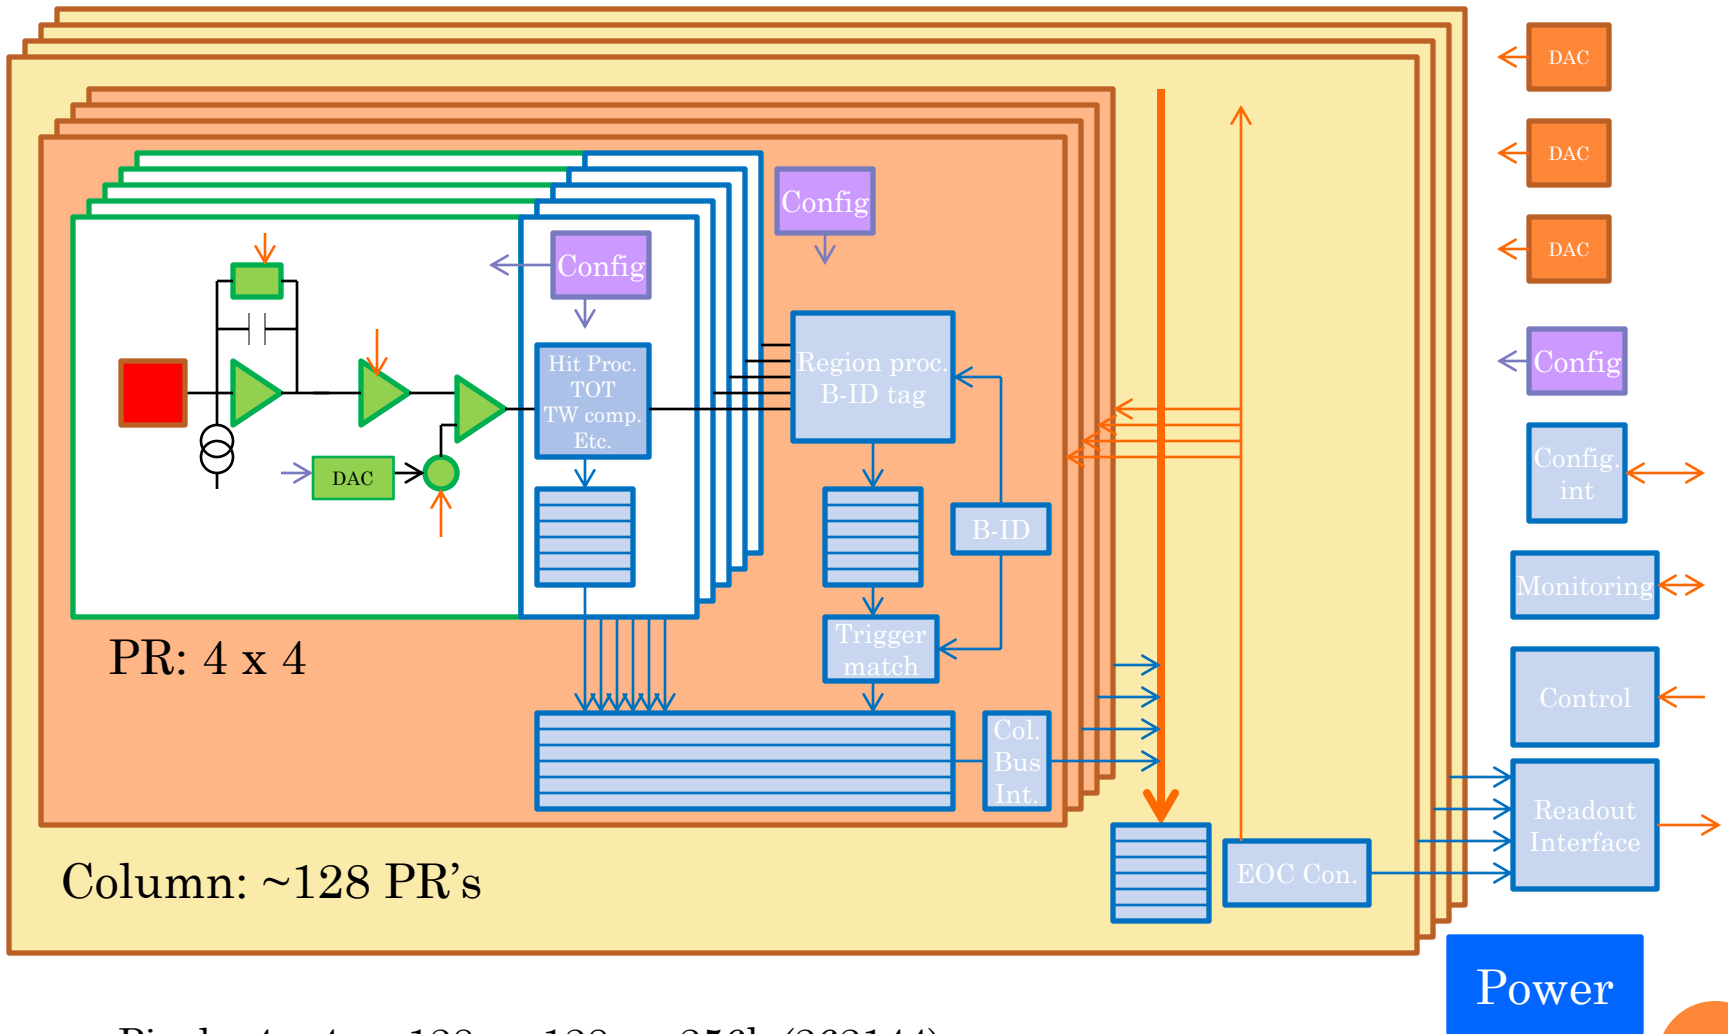 DAC
DAC
DAC
Config
Config
Config
Hit Proc.
TOT
TW comp.
Etc.
Region proc.
B-ID tag
DAC
B-ID
Trigger
match
PR: 4 x 4
Col.
Bus
Int.
Config.
int
Monitoring
Control
Readout
Interface
Column: ~128 PR's
EOC Con.
Power